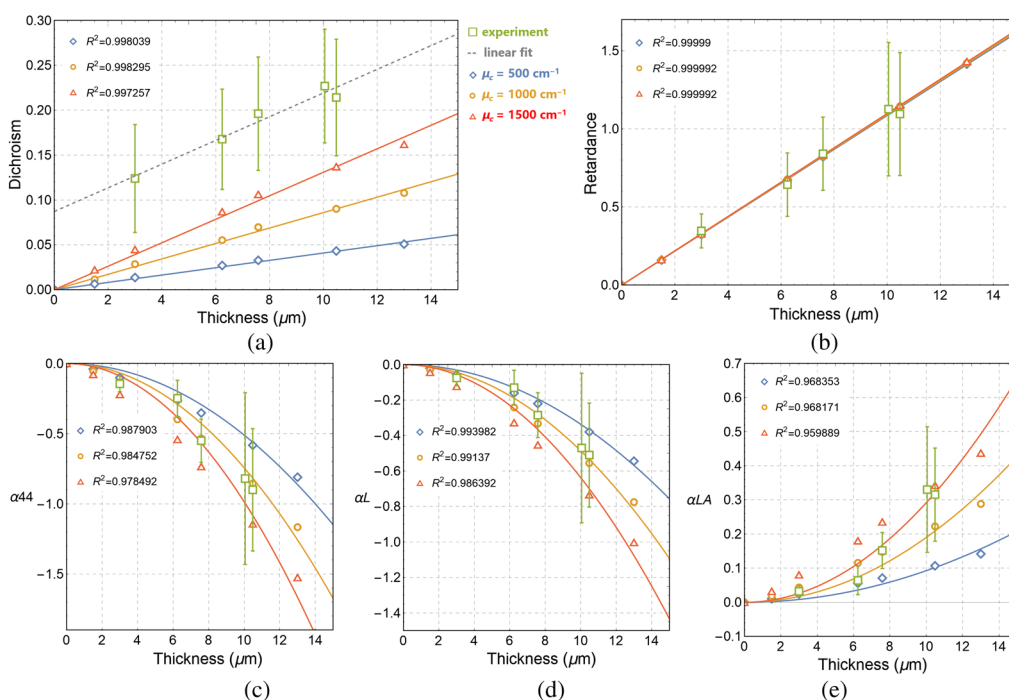 0.30
0.25
0.20
0.15
0.10
0.05
0.00
Dichroism
R²=0.998039
R²=0.998295
R²=0.997257
experiment
linear fit
μc = 500 cm⁻¹
μc = 1000 cm⁻¹
μc = 1500 cm⁻¹
0 2 4 6 8 10 12 14
Thickness (μm)
(a)
1.5
1.0
0.5
0.0
Retardance
R²=0.99999
R²=0.999992
R²=0.999992
0 2 4 6 8 10 12 14
Thickness (μm)
(b)
0.0
−0.5
−1.0
−1.5
α44
R²=0.987903
R²=0.984752
R²=0.978492
0 2 4 6 8 10 12 14
Thickness (μm)
(c)
0.0
−0.2
−0.4
−0.6
−0.8
−1.0
−1.2
−1.4
αL
R²=0.993982
R²=0.99137
R²=0.986392
0 2 4 6 8 10 12 14
Thickness (μm)
(d)
0.7
0.6
0.5
0.4
0.3
0.2
0.1
0.0
−0.1
αLA
R²=0.968353
R²=0.968171
R²=0.959889
0 2 4 6 8 10 12 14
Thickness (μm)
(e)